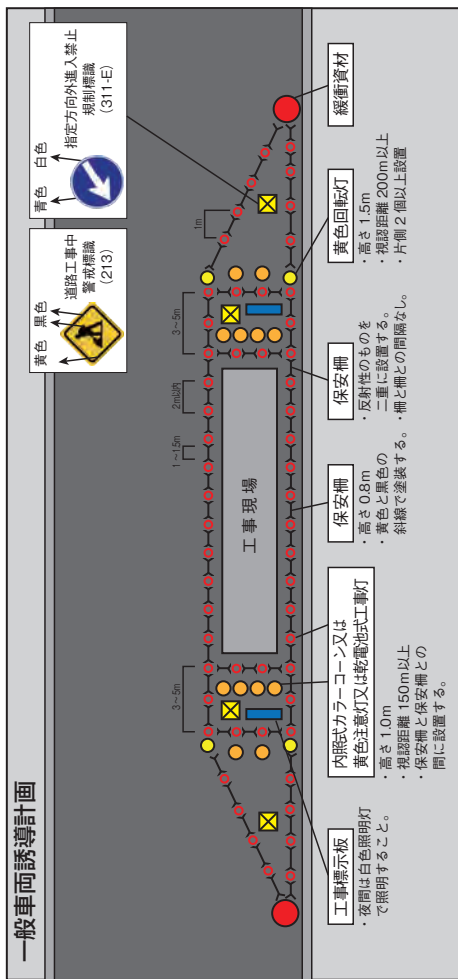 一般車両誘導計画
道路工事中
警戒標識
(213)
黄色
黒色
指定方向外進入禁止
規制標識
(311-E)
青色
白色
3～5m
1～1.5m
2m以内
3～5m
1m
工事現場
工事標示板
・夜間は白色照明灯
で照明すること。
内照式カラーコーン又は
黄色注意灯又は乾電池式工事灯
・高さ 1.0m
・視認距離 150m以上
・保安柵と保安柵との
間に設置する。
保安柵
・高さ 0.8m
・黄色と黒色の
斜線で塗装する。
保安柵
・反射性のものを
二重に設置する。
・柵と柵との間隔なし。
黄色回転灯
・高さ 1.5m
・視認距離 200m以上
・片側 2 個以上設置
緩衝資材